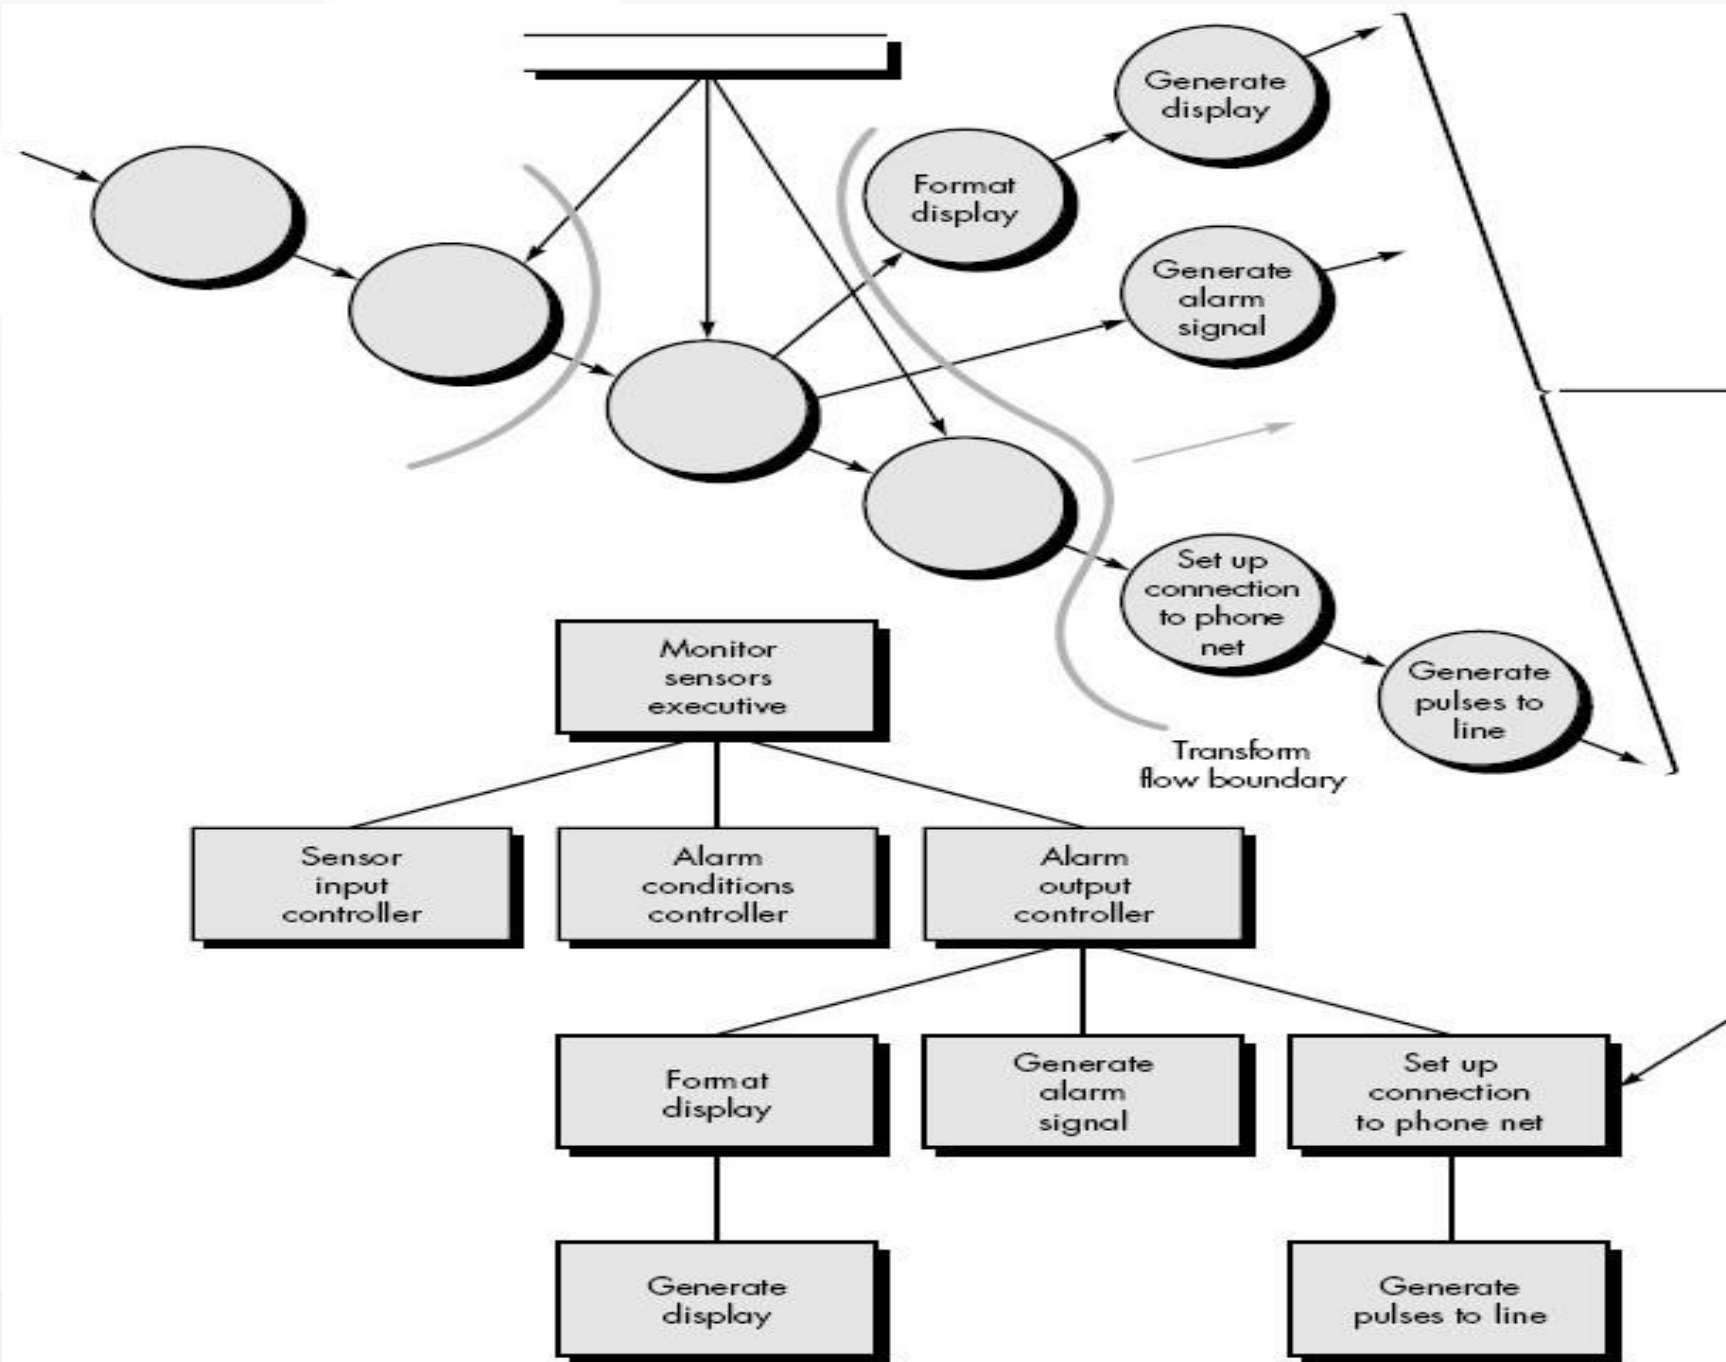 Generate
display
Format
display
Generate
alarm
signal
Set up
connection
to phone
net
Generate
pulses to
line
Transform
flow boundary
Monitor
sensors
executive
Sensor
input
controller
Alarm
conditions
controller
Alarm
output
controller
Format
display
Generate
alarm
signal
Set up
connection
to phone net
Generate
display
Generate
pulses to line